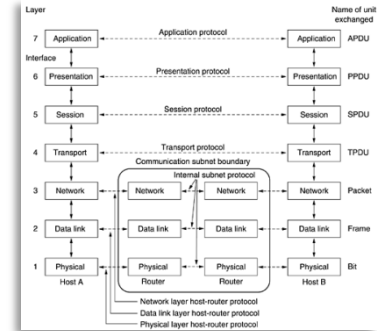 Layer
Name of unit
exchanged
7 Application Application protocol Application APDU
Interface
6 Presentation Presentation protocol Presentation PPDU
5 Session Session protocol Session SPDU
4 Transport Transport protocol Transport TPDU
Communication subnet boundary
Internal subnet protocol
3 Network Network Network Network Packet
2 Data link Data link Data link Data link Frame
1 Physical Physical Physical Physical Bit
Host A Router Router Host B
Network layer host-router protocol
Data link layer host-router protocol
Physical layer host-router protocol